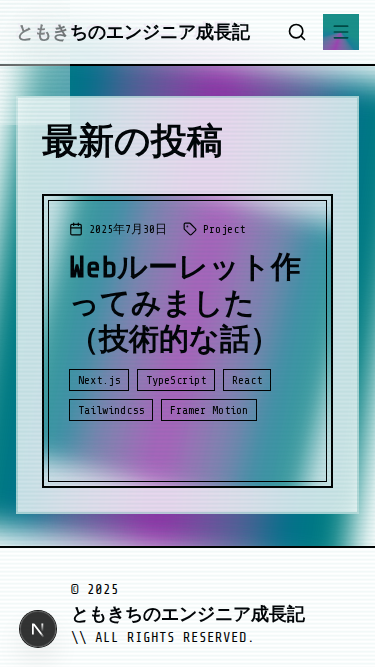 ともきちのエンジニア成長記
最新の投稿
2025年7月30日 Project
Webルーレット作
ってみました
（技術的な話）
Next.js TypeScript React
Tailwindcss Framer Motion
© 2025
ともきちのエンジニア成長記
\\ ALL RIGHTS RESERVED.
N